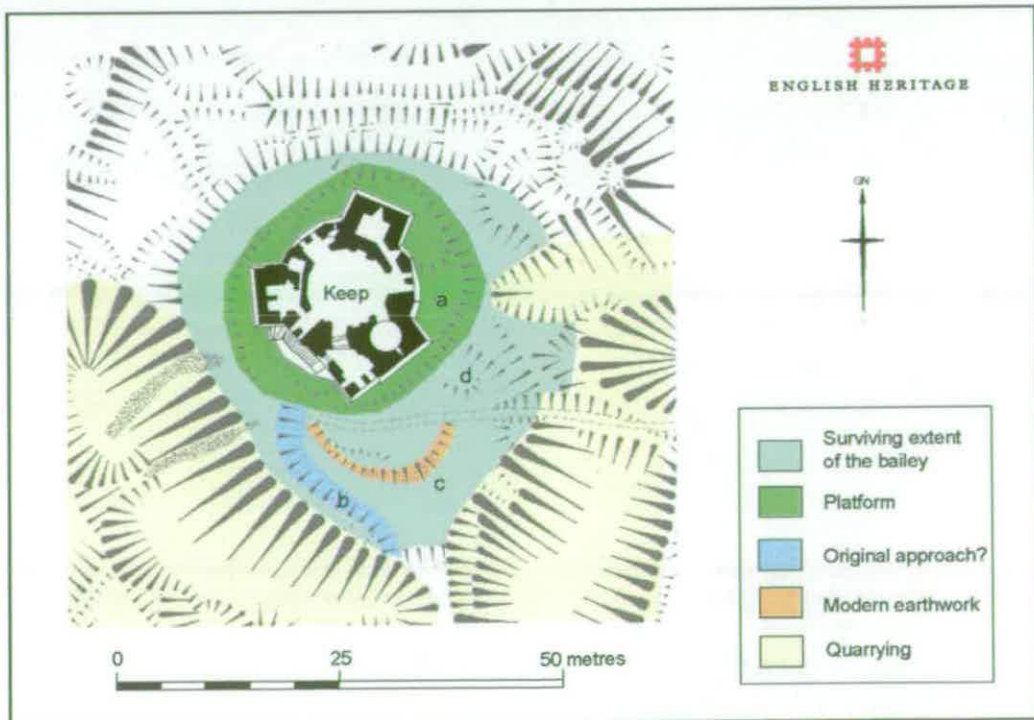 ENGLISH HERITAGE
GN
Keep
a
d
c
b
Surviving extent
of the bailey
Platform
Original approach?
Modern earthwork
Quarrying
0
25
50 metres